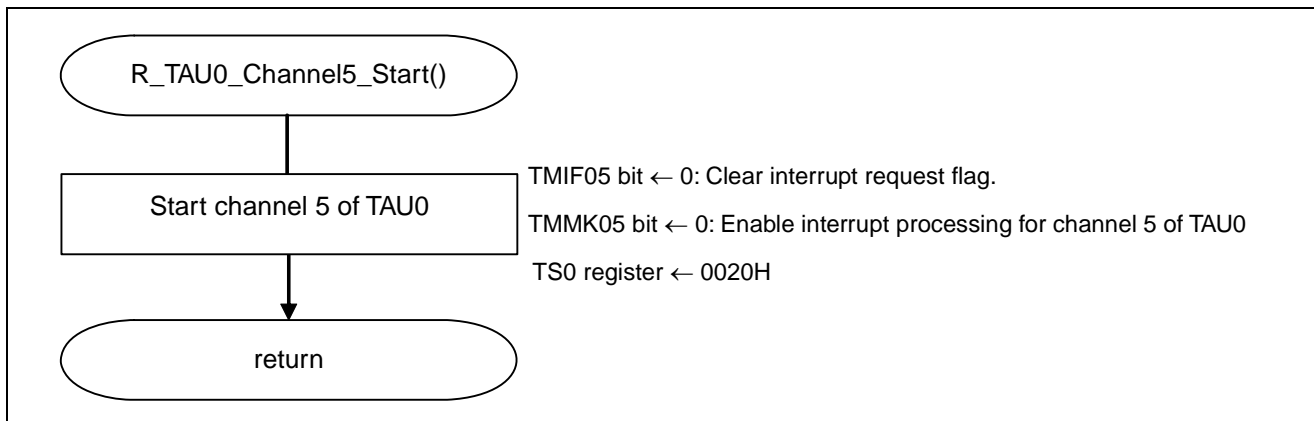 R_TAU0_Channel5_Start()
Start channel 5 of TAU0
TMIF05 bit ← 0: Clear interrupt request flag.
TMMK05 bit ← 0: Enable interrupt processing for channel 5 of TAU0
TS0 register ← 0020H
return